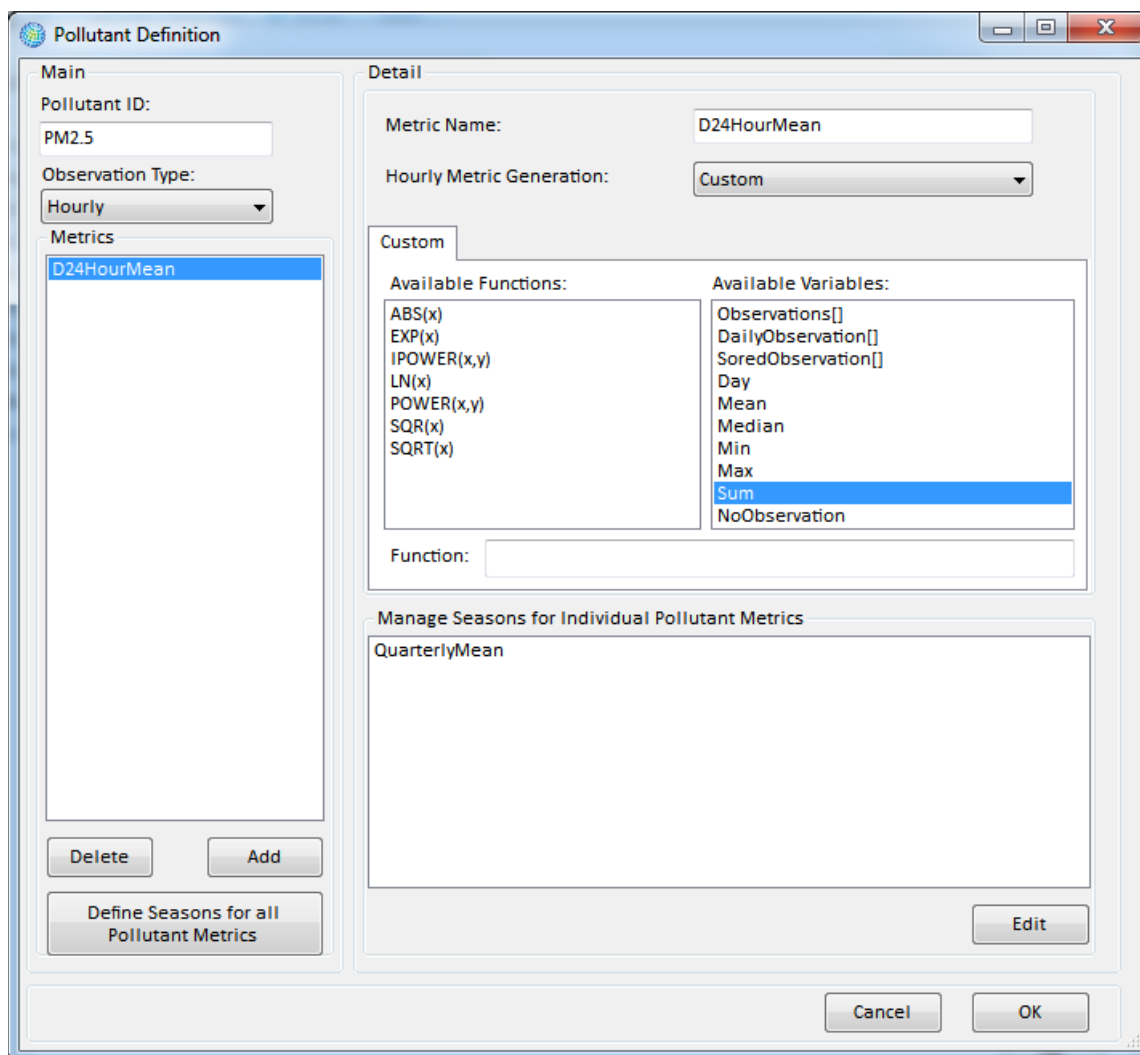 Pollutant Definition
Main
Pollutant ID:
PM2.5
Observation Type:
Hourly
Metrics
D24HourMean
Delete
Add
Define Seasons for all
Pollutant Metrics
Detail
Metric Name:
D24HourMean
Hourly Metric Generation:
Custom
Custom
Available Functions:
ABS(x)
EXP(x)
IPOWER(x,y)
LN(x)
POWER(x,y)
SQR(x)
SQRT(x)
Available Variables:
Observations[]
DailyObservation[]
SoredObservation[]
Day
Mean
Median
Min
Max
Sum
NoObservation
Function:
Manage Seasons for Individual Pollutant Metrics
QuarterlyMean
Edit
Cancel
OK